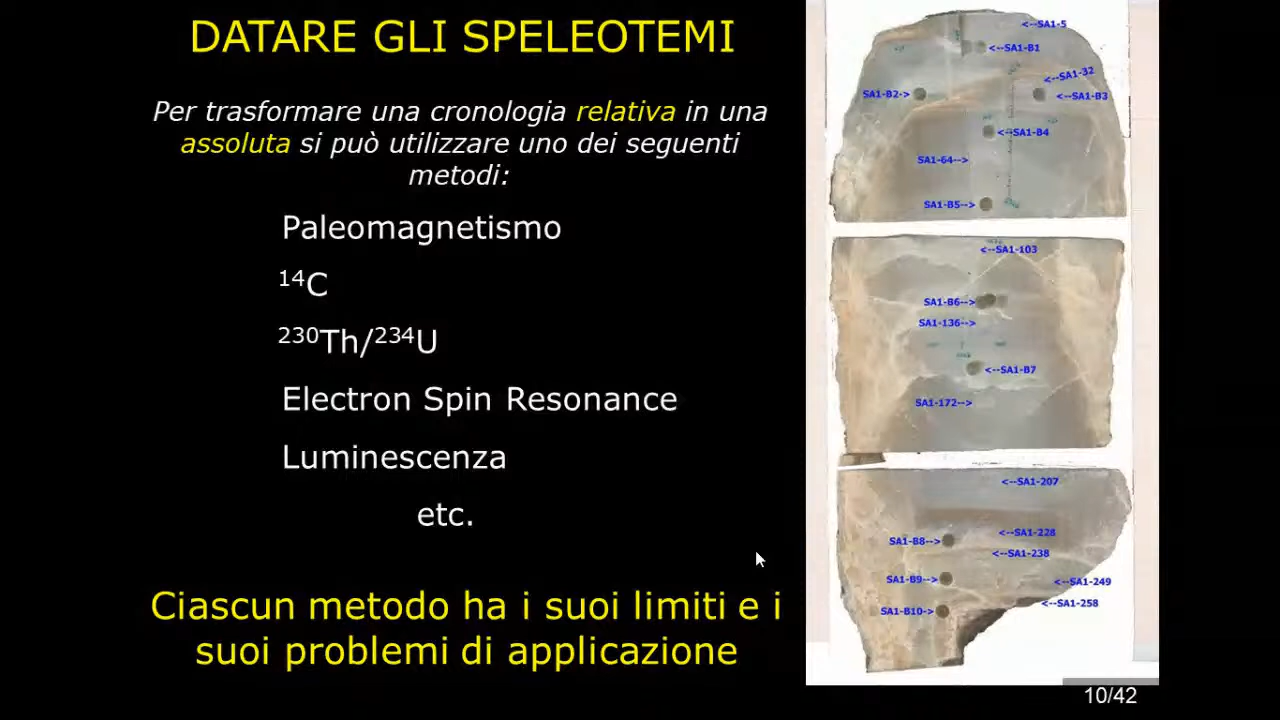 DATARE GLI SPELEOTEMI
Per trasformare una cronologia relativa in una
assoluta si può utilizzare uno dei seguenti
metodi:
Paleomagnetismo
¹⁴C
²³⁰Th/²³⁴U
Electron Spin Resonance
Luminescenza
etc.
Ciascun metodo ha i suoi limiti e i
suoi problemi di applicazione
<--SA1-5
<--SA1-B1
<--SA1-32
SA1-B2->
<--SA1-B3
<--SA1-B4
SA1-64-->
SA1-B5-->
<--SA1-103
SA1-B6-->
SA1-136-->
<--SA1-B7
SA1-172-->
<--SA1-207
<--SA1-228
SA1-B8-->
<--SA1-238
SA1-B9-->
<--SA1-249
<--SA1-258
SA1-B10->
10/42